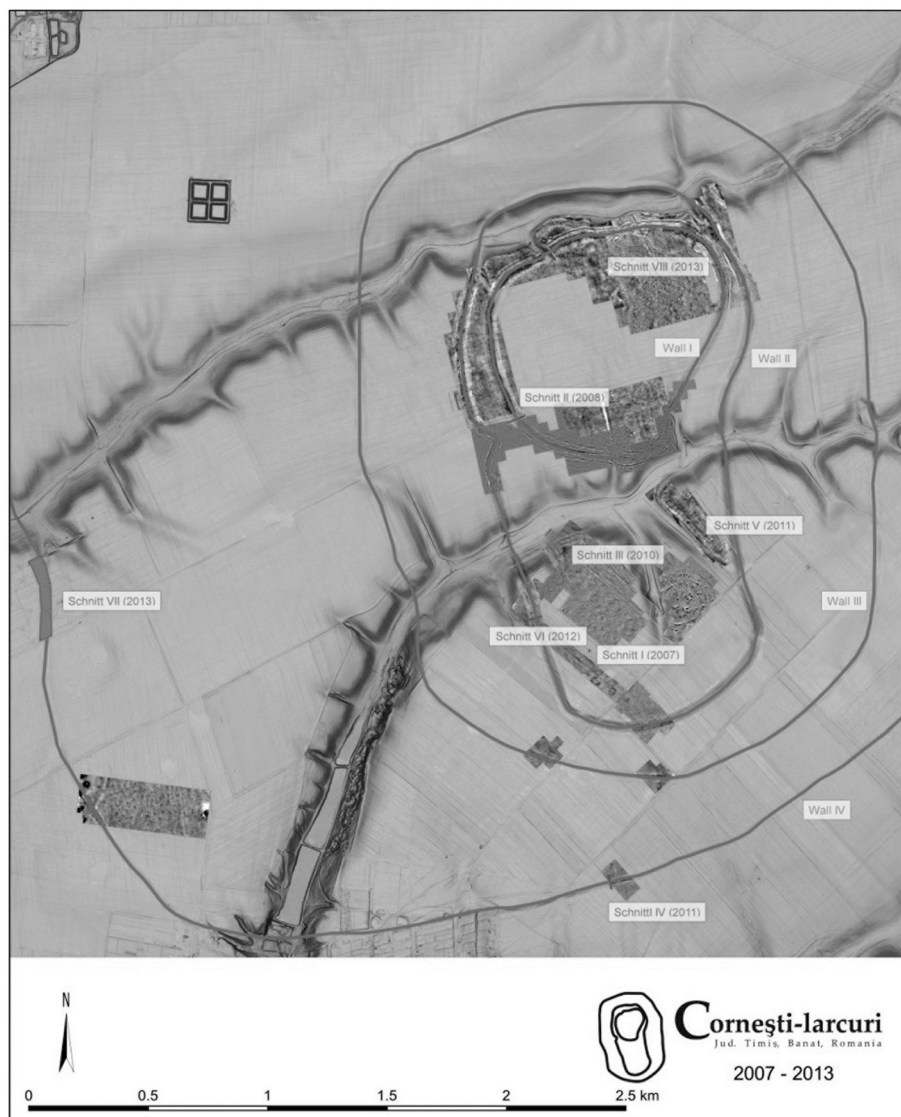 Schnitt VIII (2013)
Wall I
Wall II
Schnitt II (2008)
Schnitt V (2011)
Schnitt III (2010)
Schnitt VII (2013)
Wall III
Schnitt VI (2012)
Schnitt I (2007)
Wall IV
Schnittl IV (2011)
N
Corneşti-Iarcuri
Jud. Timiş, Banat, Romania
2007 - 2013
0 0.5 1 1.5 2 2.5 km